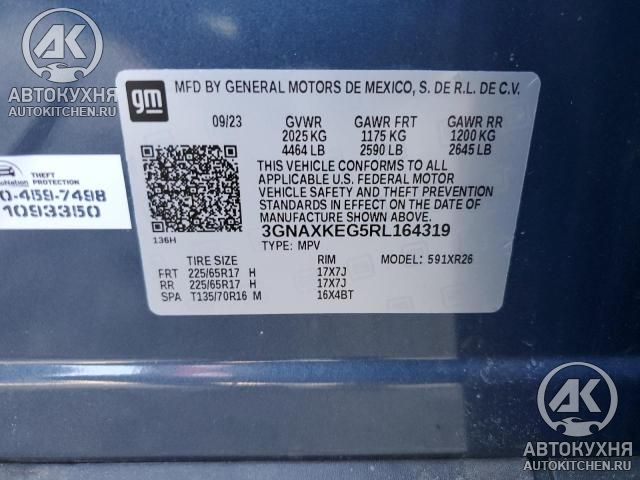 АВТОКУХНЯ
AUTOKITCHEN.RU
gm
MFD BY GENERAL MOTORS DE MEXICO, S. DE R.L. DE C.V.
09/23 GVWR GAWR FRT GAWR RR
2025 KG 1175 KG 1200 KG
4464 LB 2590 LB 2645 LB
THIS VEHICLE CONFORMS TO ALL
APPLICABLE U.S. FEDERAL MOTOR
VEHICLE SAFETY AND THEFT PREVENTION
STANDARDS IN EFFECT ON THE DATE OF
MANUFACTURE SHOWN ABOVE.
3GNAXKEG5RL164319
136H
TYPE: MPV
TIRE SIZE RIM MODEL: 591XR26
FRT 225/65R17 H 17X7J
RR 225/65R17 H 17X7J
SPA T135/70R16 M 16X4BT
THEFT
PROTECTION
0-459-7498
1093350
АК
АВТОКУХНЯ
AUTOKITCHEN.RU